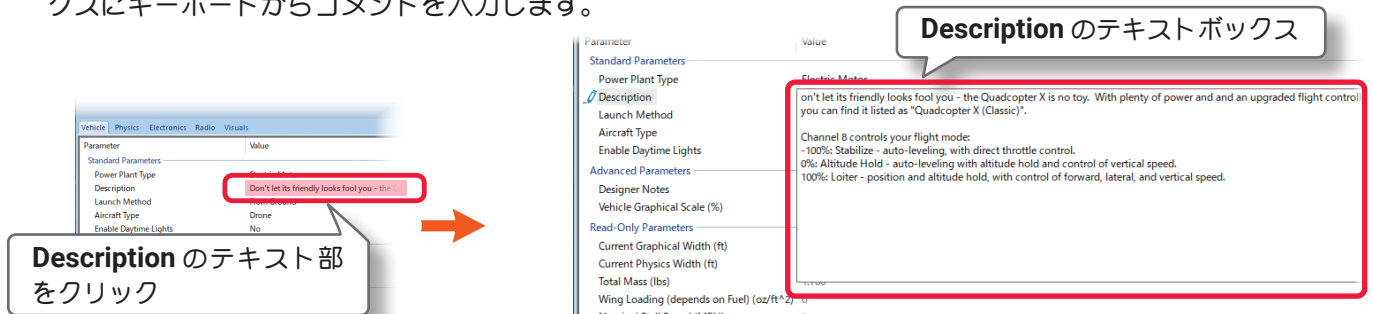 クスにキーボードからコメントを入力します。
Vehicle Physics Electronics Radio Visuals
Parameter Value
Standard Parameters
Power Plant Type
Description Don't let its friendly looks fool you - the
Launch Method From Ground
Aircraft Type Drone
Enable Daytime Lights No
Description のテキスト部
をクリック
Description のテキストボックス
Parameter Value
Standard Parameters
Power Plant Type Electric Motor
Description
Launch Method
Aircraft Type
Enable Daytime Lights
Advanced Parameters
Designer Notes
Vehicle Graphical Scale (%)
Read-Only Parameters
Current Graphical Width (ft)
Current Physics Width (ft)
Total Mass (lbs)
Wing Loading (depends on Fuel) (oz/ft^2) 0
on't let its friendly looks fool you - the Quadcopter X is no toy. With plenty of power and and an upgraded flight control
you can find it listed as "Quadcopter X (Classic)".
Channel 8 controls your flight mode:
-100%: Stabilize - auto-leveling, with direct throttle control.
0%: Altitude Hold - auto-leveling with altitude hold and control of vertical speed.
100%: Loiter - position and altitude hold, with control of forward, lateral, and vertical speed.